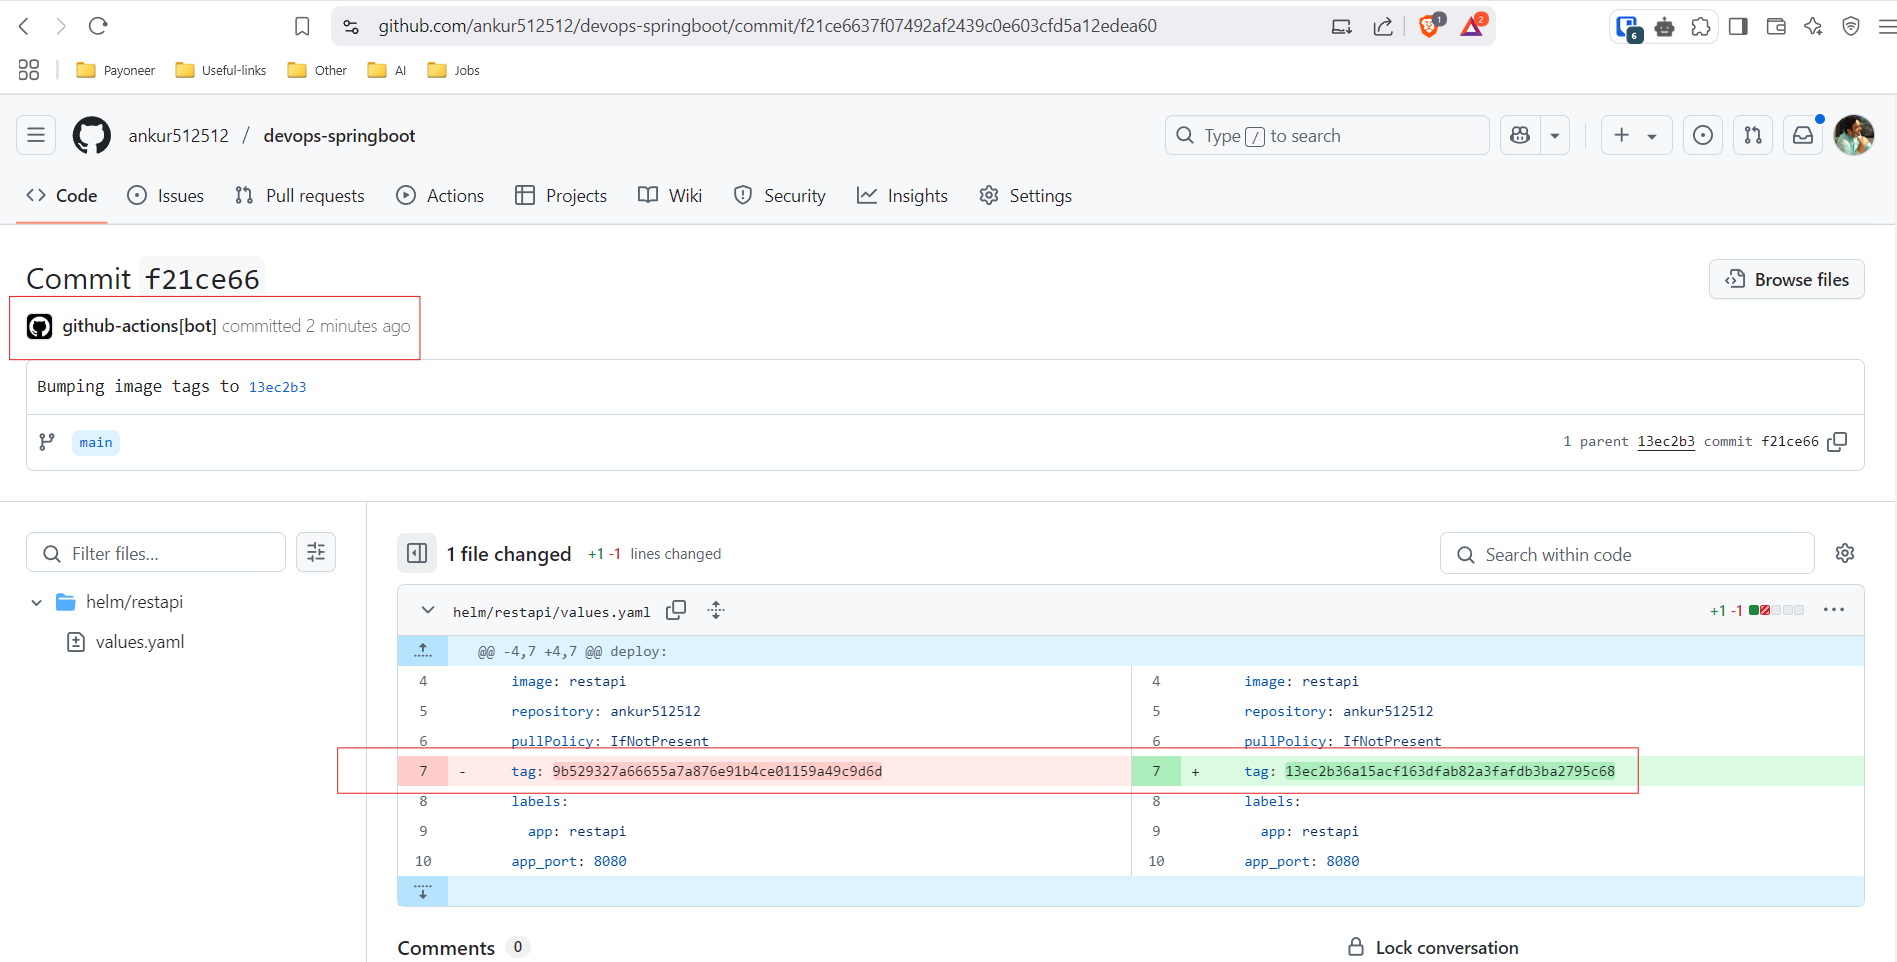 github.com/ankur512512/devops-springboot/commit/f21ce6637f07492af2439c0e603cfd5a12edea60
1
2
6
Payoneer
Useful-links
Other
AI
Jobs
ankur512512 / devops-springboot
Type / to search
Code
Issues
Pull requests
Actions
Projects
Wiki
Security
Insights
Settings
Commit f21ce66
Browse files
github-actions[bot] committed 2 minutes ago
Bumping image tags to 13ec2b3
main
1 parent 13ec2b3 commit f21ce66
Filter files...
helm/restapi
values.yaml
1 file changed +1 -1 lines changed
Search within code
helm/restapi/values.yaml
+1 -1
@@ -4,7 +4,7 @@ deploy:
4 image: restapi 4 image: restapi
5 repository: ankur512512 5 repository: ankur512512
6 pullPolicy: IfNotPresent 6 pullPolicy: IfNotPresent
7 - tag: 9b529327a66655a7a876e91b4ce01159a49c9d6d 7 + tag: 13ec2b36a15acf163dfab82a3fafdb3ba2795c68
8 labels: 8 labels:
9 app: restapi 9 app: restapi
10 app_port: 8080 10 app_port: 8080
Comments 0
Lock conversation